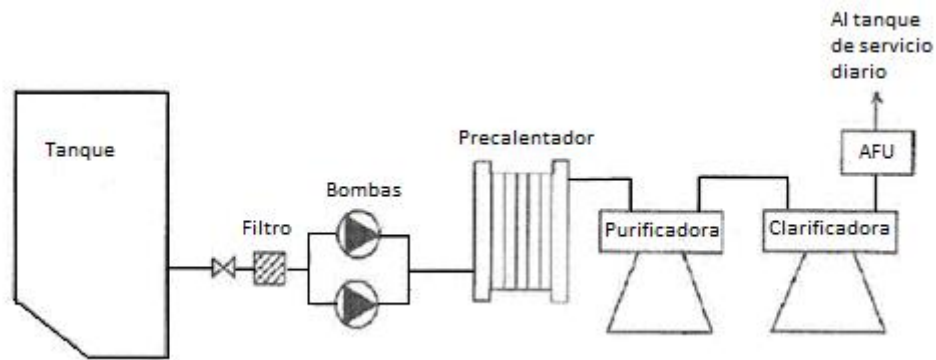 Al tanque
de servicio
diario
Tanque
Precalentador
AFU
Bombas
Filtro
Purificadora
Clarificadora